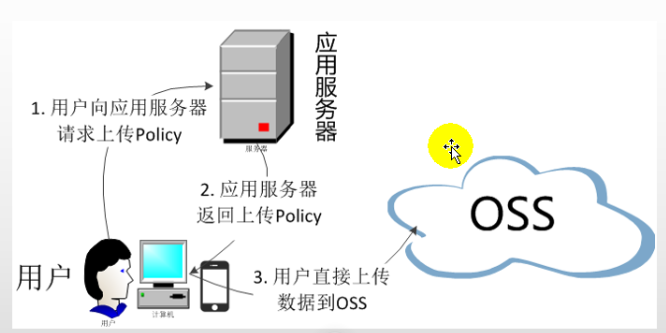 应用服务器
1. 用户向应用服务器
请求上传Policy
服务器
2. 应用服务器
返回上传Policy
OSS
用户
3. 用户直接上传
数据到OSS
计算机
用户